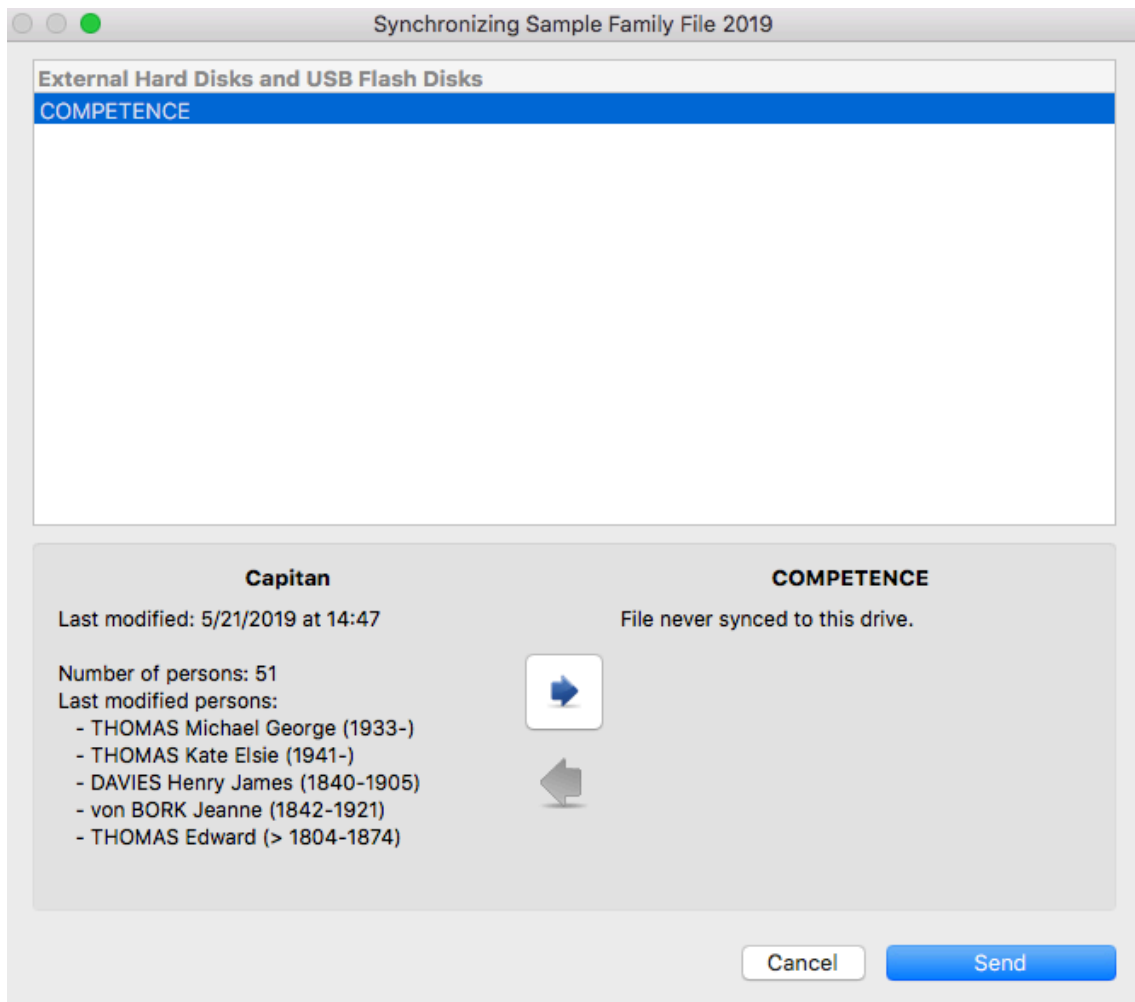 Synchronizing Sample Family File 2019
External Hard Disks and USB Flash Disks
COMPETENCE
Capitan
Last modified: 5/21/2019 at 14:47
Number of persons: 51
Last modified persons:
- THOMAS Michael George (1933-)
- THOMAS Kate Elsie (1941-)
- DAVIES Henry James (1840-1905)
- von BORK Jeanne (1842-1921)
- THOMAS Edward (> 1804-1874)
COMPETENCE
File never synced to this drive.
Cancel
Send